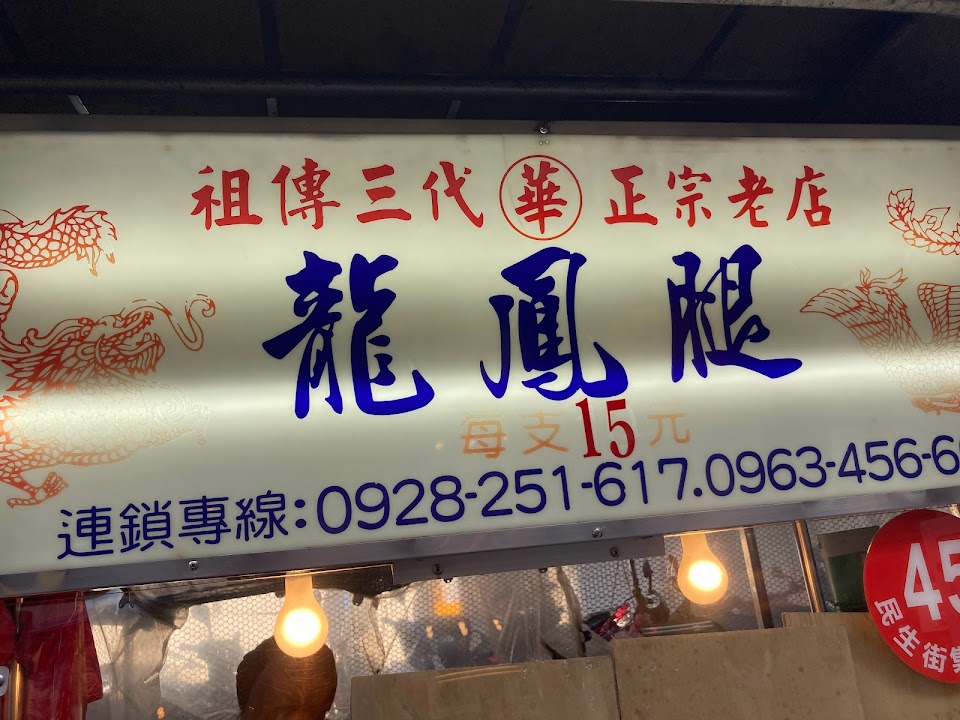 祖傳三代 華 正宗老店
龍鳳腿
每支15元
連鎖專線:0928-251-617.0963-456-6
45
民生街